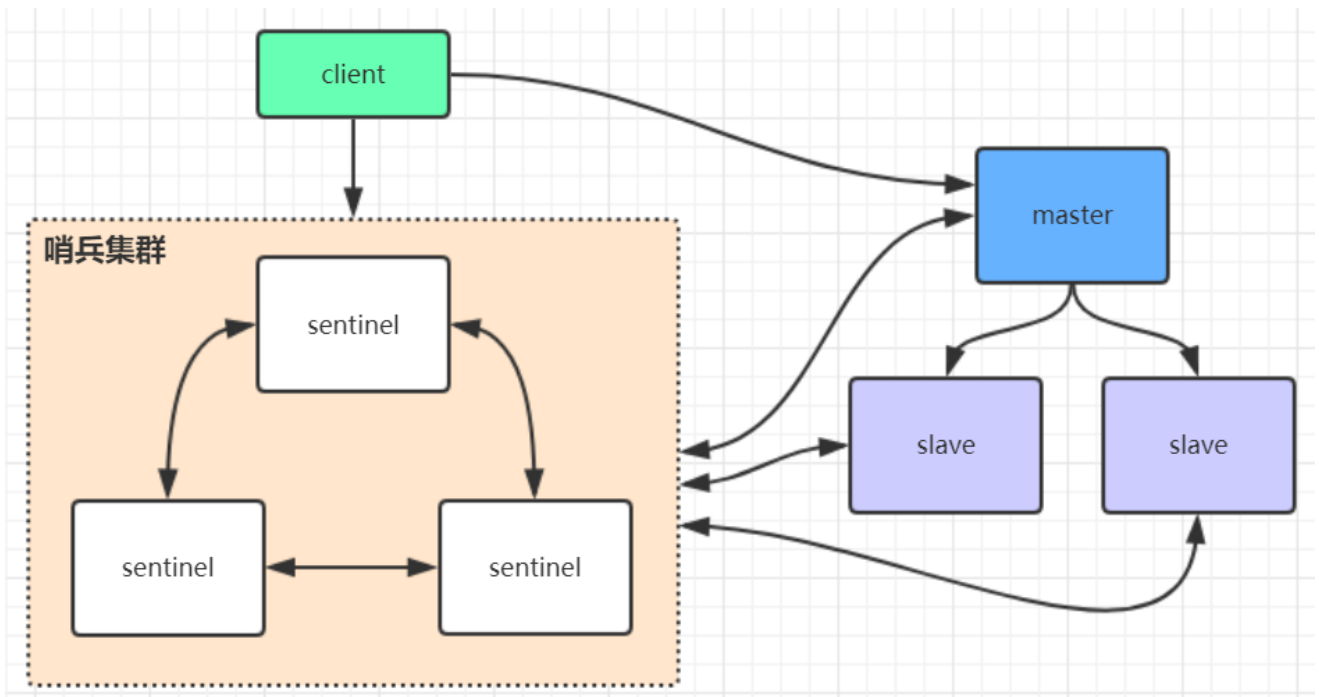 client
master
哨兵集群
sentinel
slave
slave
sentinel
sentinel